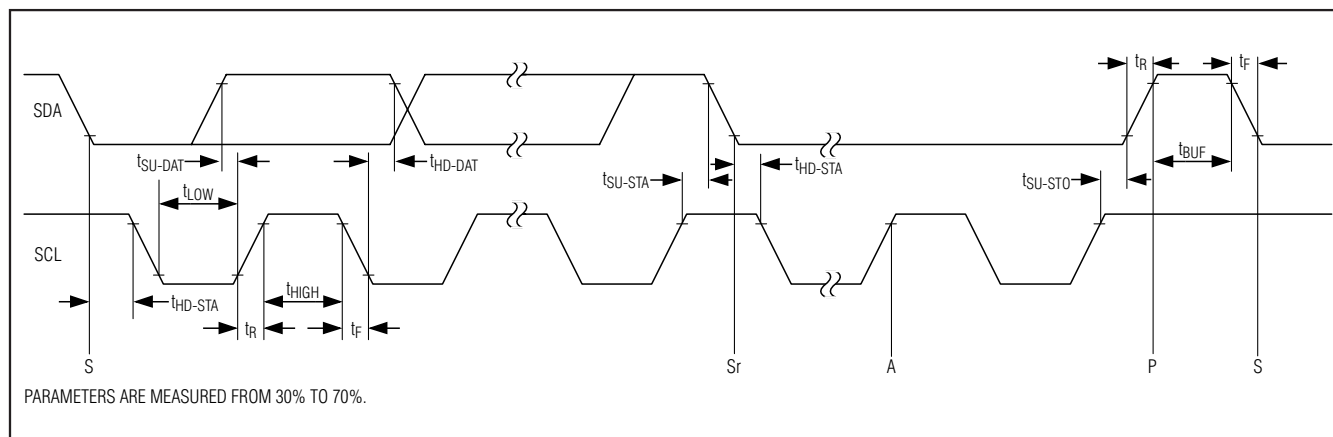 tR
tF
SDA
tSU-DAT
tHD-DAT
tHD-STA
tBUF
tLOW
tSU-STA
tSU-STO
SCL
tHD-STA
tHIGH
tR
tF
S
Sr
A
P
S
PARAMETERS ARE MEASURED FROM 30% TO 70%.